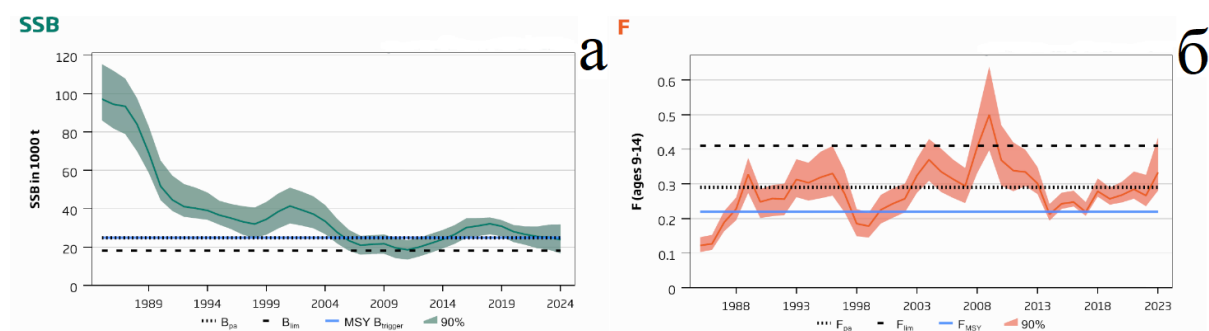 SSB
а
SSB in 1000 t
120
100
80
60
40
20
0
1989 1994 1999 2004 2009 2014 2019 2024
Bpa Blim MSY Btrigger 90%
F
б
F (ages 9-14)
0.6
0.5
0.4
0.3
0.2
0.1
0
1988 1993 1998 2003 2008 2013 2018 2023
Fpa Flim FMSY 90%